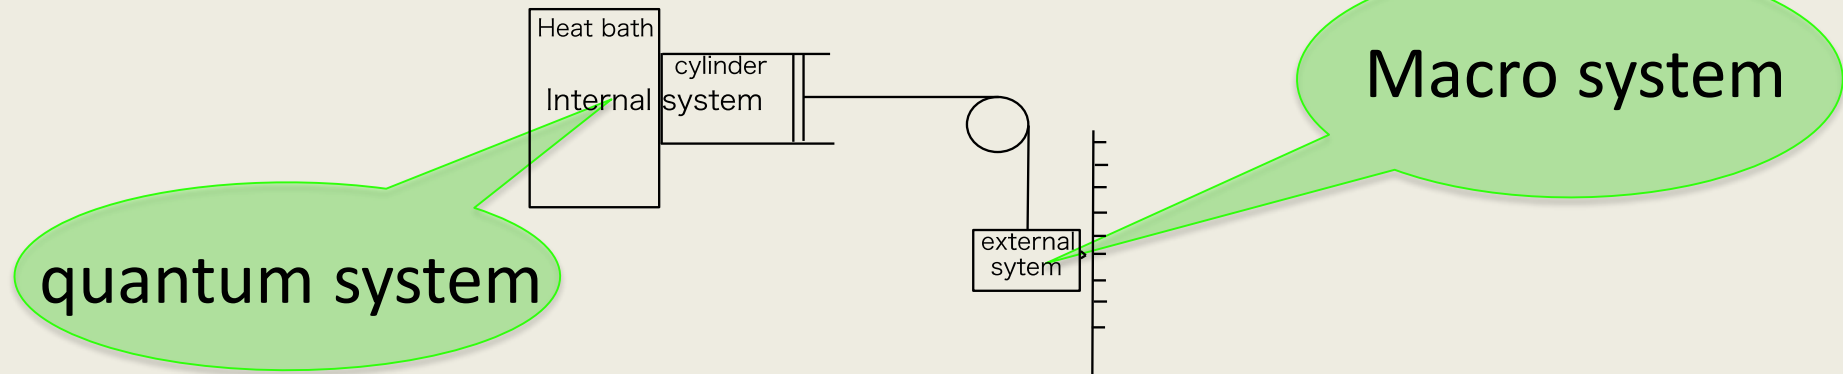 Heat bath
cylinder
Internal system
Macro system
external
sytem
quantum system